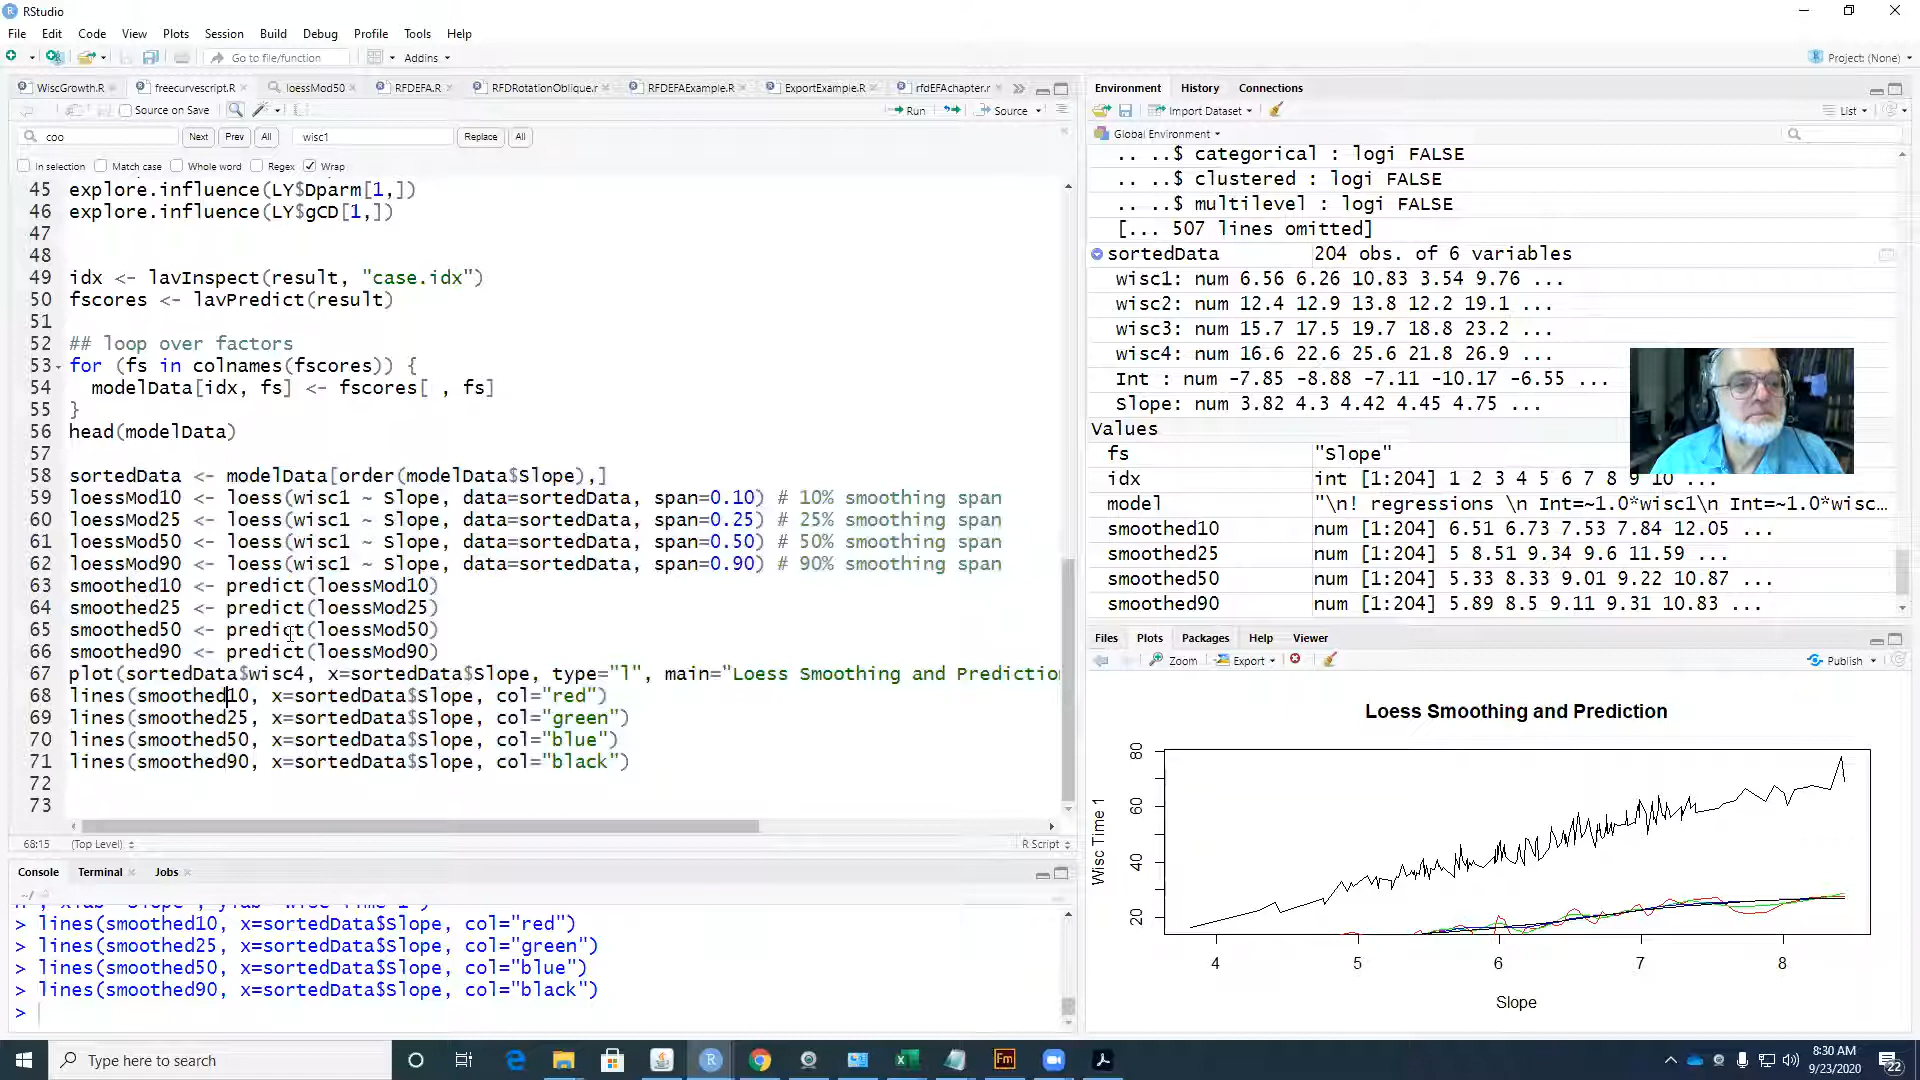 RStudio
File Edit Code View Plots Session Build Debug Profile Tools Help
Go to file/function Addins Project: (None)
WiscGrowth.R freecurvescript.R loessMod50 RFDEFA.R RFDRotationOblique.r RFDEFAExample.R ExportExample.R rfdEFAchapter.r
Source on Save Run Source
coo Next Prev All wisc1 Replace All
In selection Match case Whole word Regex Wrap
45 explore.influence(LY$Dparm[1,])
46 explore.influence(LY$gCD[1,])
47
48
49 idx <- lavInspect(result, "case.idx")
50 fscores <- lavPredict(result)
51
52 ## loop over factors
53 for (fs in colnames(fscores)) {
54 modelData[idx, fs] <- fscores[ , fs]
55 }
56 head(modelData)
57
58 sortedData <- modelData[order(modelData$Slope),]
59 loessMod10 <- loess(wisc1 ~ Slope, data=sortedData, span=0.10) # 10% smoothing span
60 loessMod25 <- loess(wisc1 ~ Slope, data=sortedData, span=0.25) # 25% smoothing span
61 loessMod50 <- loess(wisc1 ~ Slope, data=sortedData, span=0.50) # 50% smoothing span
62 loessMod90 <- loess(wisc1 ~ Slope, data=sortedData, span=0.90) # 90% smoothing span
63 smoothed10 <- predict(loessMod10)
64 smoothed25 <- predict(loessMod25)
65 smoothed50 <- predict(loessMod50)
66 smoothed90 <- predict(loessMod90)
67 plot(sortedData$wisc4, x=sortedData$Slope, type="l", main="Loess Smoothing and Prediction
68 lines(smoothed10, x=sortedData$Slope, col="red")
69 lines(smoothed25, x=sortedData$Slope, col="green")
70 lines(smoothed50, x=sortedData$Slope, col="blue")
71 lines(smoothed90, x=sortedData$Slope, col="black")
72
73
68:15 (Top Level) R Script
Console Terminal Jobs
~/
> lines(smoothed10, x=sortedData$Slope, col="red")
> lines(smoothed25, x=sortedData$Slope, col="green")
> lines(smoothed50, x=sortedData$Slope, col="blue")
> lines(smoothed90, x=sortedData$Slope, col="black")
>
Environment History Connections
Import Dataset List
Global Environment
.. ..$ categorical : logi FALSE
.. ..$ clustered : logi FALSE
.. ..$ multilevel : logi FALSE
[... 507 lines omitted]
sortedData 204 obs. of 6 variables
wisc1: num 6.56 6.26 10.83 3.54 9.76 ...
wisc2: num 12.4 12.9 13.8 12.2 19.1 ...
wisc3: num 15.7 17.5 19.7 18.8 23.2 ...
wisc4: num 16.6 22.6 25.6 21.8 26.9 ...
Int : num -7.85 -8.88 -7.11 -10.17 -6.55 ...
Slope: num 3.82 4.3 4.42 4.45 4.75 ...
Values
fs "Slope"
idx int [1:204] 1 2 3 4 5 6 7 8 9 10 ...
model "\n! regressions \n Int=~1.0*wisc1\n Int=~1.0*wisc…
smoothed10 num [1:204] 6.51 6.73 7.53 7.84 12.05 ...
smoothed25 num [1:204] 5 8.51 9.34 9.6 11.59 ...
smoothed50 num [1:204] 5.33 8.33 9.01 9.22 10.87 ...
smoothed90 num [1:204] 5.89 8.5 9.11 9.31 10.83 ...
Files Plots Packages Help Viewer
Zoom Export Publish
Loess Smoothing and Prediction
Wisc Time 1
80
60
40
20
4 5 6 7 8
Slope
Type here to search
Fm
8:30 AM
9/23/2020
22